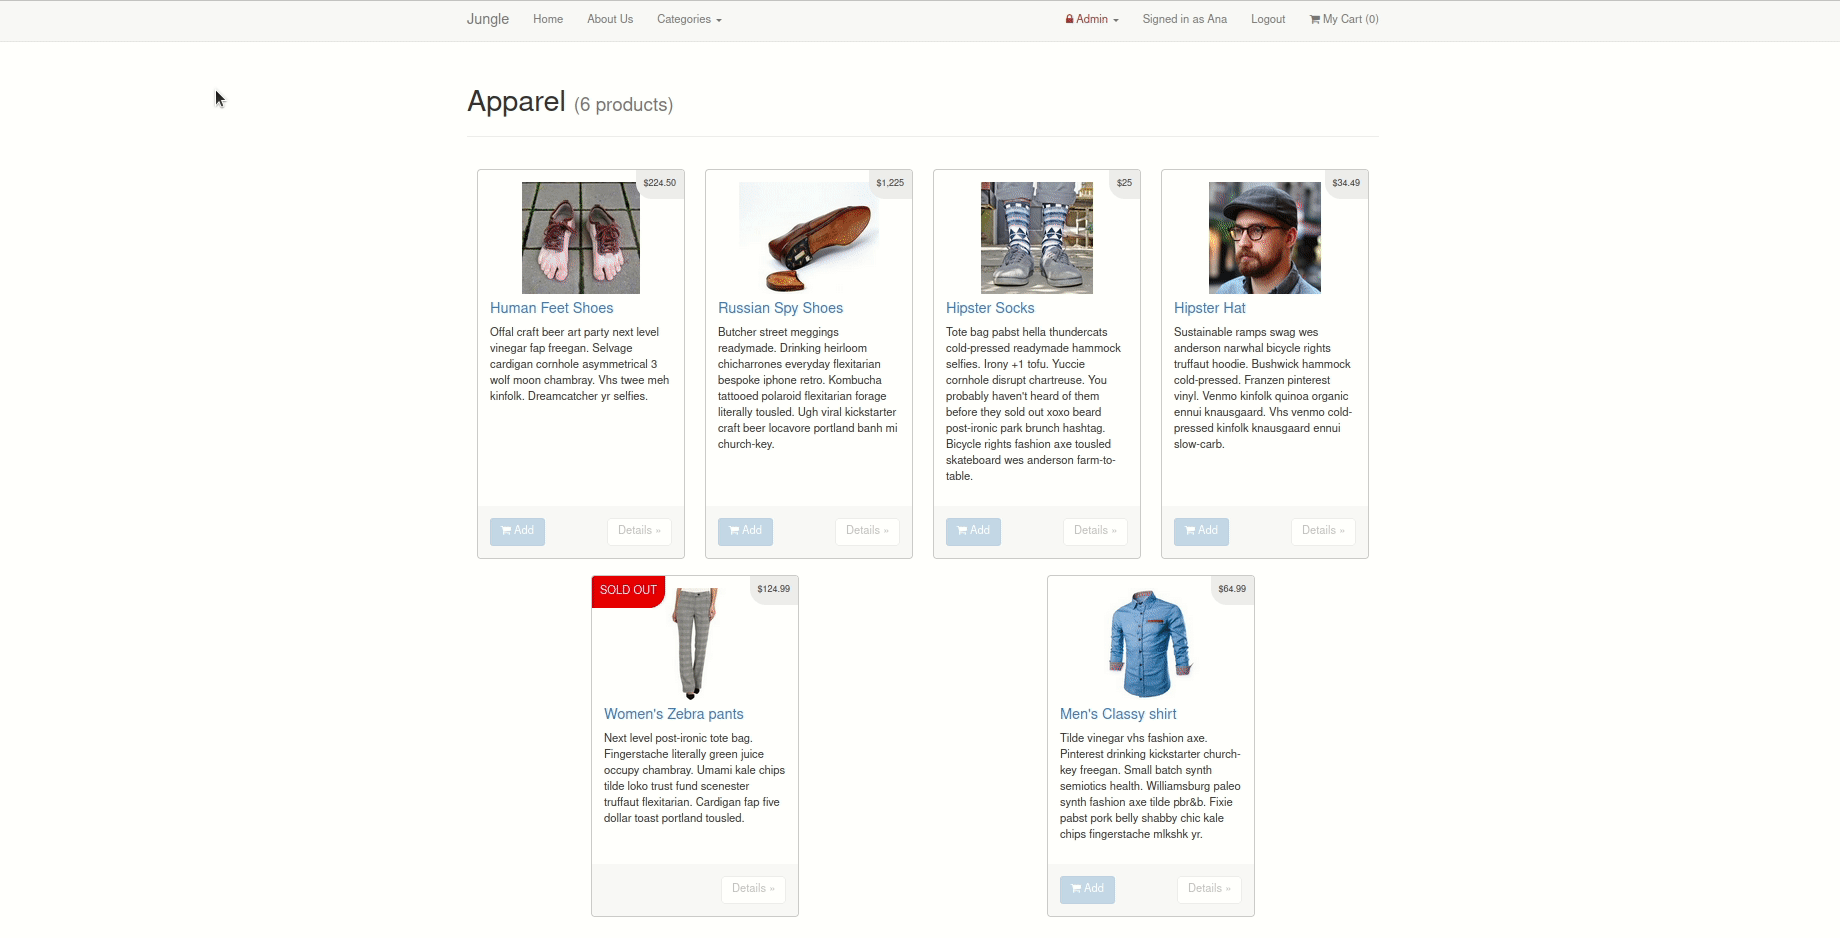 Jungle Home About Us Categories Admin Signed in as Ana Logout My Cart (0)
Apparel (6 products)
$224.50
Human Feet Shoes
Offal craft beer art party next level
vinegar fap freegan. Selvage
cardigan cornhole asymmetrical 3
wolf moon chambray. Vhs twee meh
kinfolk. Dreamcatcher yr selfies.
Add Details »
$1,225
Russian Spy Shoes
Butcher street meggings
readymade. Drinking heirloom
chicharrones everyday flexitarian
bespoke iphone retro. Kombucha
tattooed polaroid flexitarian forage
literally tousled. Ugh viral kickstarter
craft beer locavore portland banh mi
church-key.
Add Details »
$25
Hipster Socks
Tote bag pabst hella thundercats
cold-pressed readymade hammock
selfies. Irony +1 tofu. Yuccie
cornhole disrupt chartreuse. You
probably haven't heard of them
before they sold out xoxo beard
post-ironic park brunch hashtag.
Bicycle rights fashion axe tousled
skateboard wes anderson farm-to-
table.
Add Details »
$34.49
Hipster Hat
Sustainable ramps swag wes
anderson narwhal bicycle rights
truffaut hoodie. Bushwick hammock
cold-pressed. Franzen pinterest
vinyl. Venmo kinfolk quinoa organic
ennui knausgaard. Vhs venmo cold-
pressed kinfolk knausgaard ennui
slow-carb.
Add Details »
SOLD OUT $124.99
Women's Zebra pants
Next level post-ironic tote bag.
Fingerstache literally green juice
occupy chambray. Umami kale chips
tilde loko trust fund scenester
truffaut flexitarian. Cardigan fap five
dollar toast portland tousled.
Details »
$64.99
Men's Classy shirt
Tilde vinegar vhs fashion axe.
Pinterest drinking kickstarter church-
key freegan. Small batch synth
semiotics health. Williamsburg paleo
synth fashion axe tilde pbr&b. Fixie
pabst pork belly shabby chic kale
chips fingerstache mlkshk yr.
Add Details »